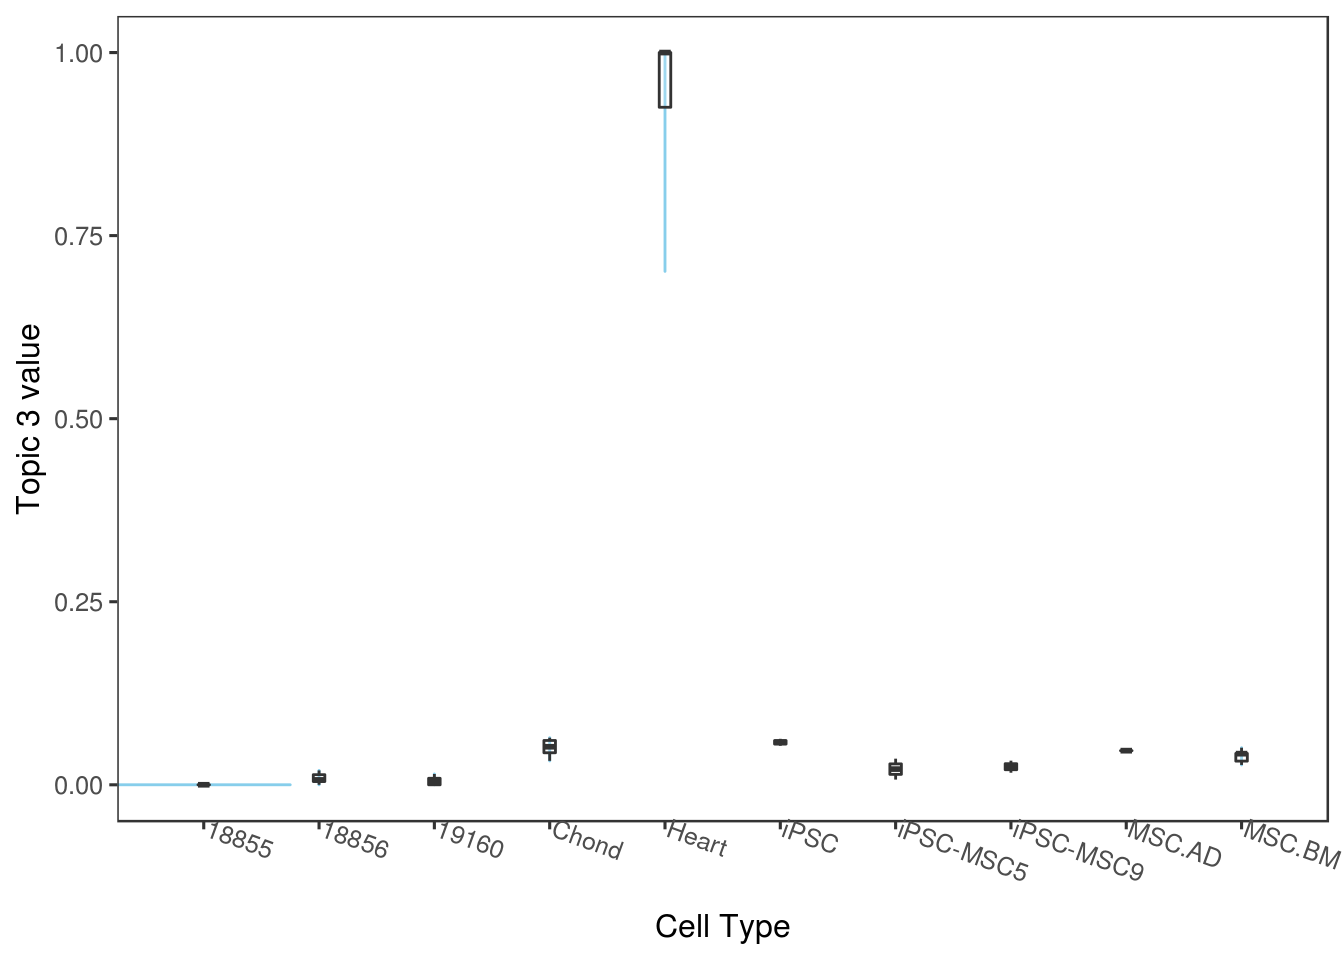 1.00
0.75
0.50
0.25
0.00
Topic 3 value
18855
18856
19160
Chond
Heart
iPSC
iPSC-MSC5
iPSC-MSC9
MSC.AD
MSC.BM
Cell Type